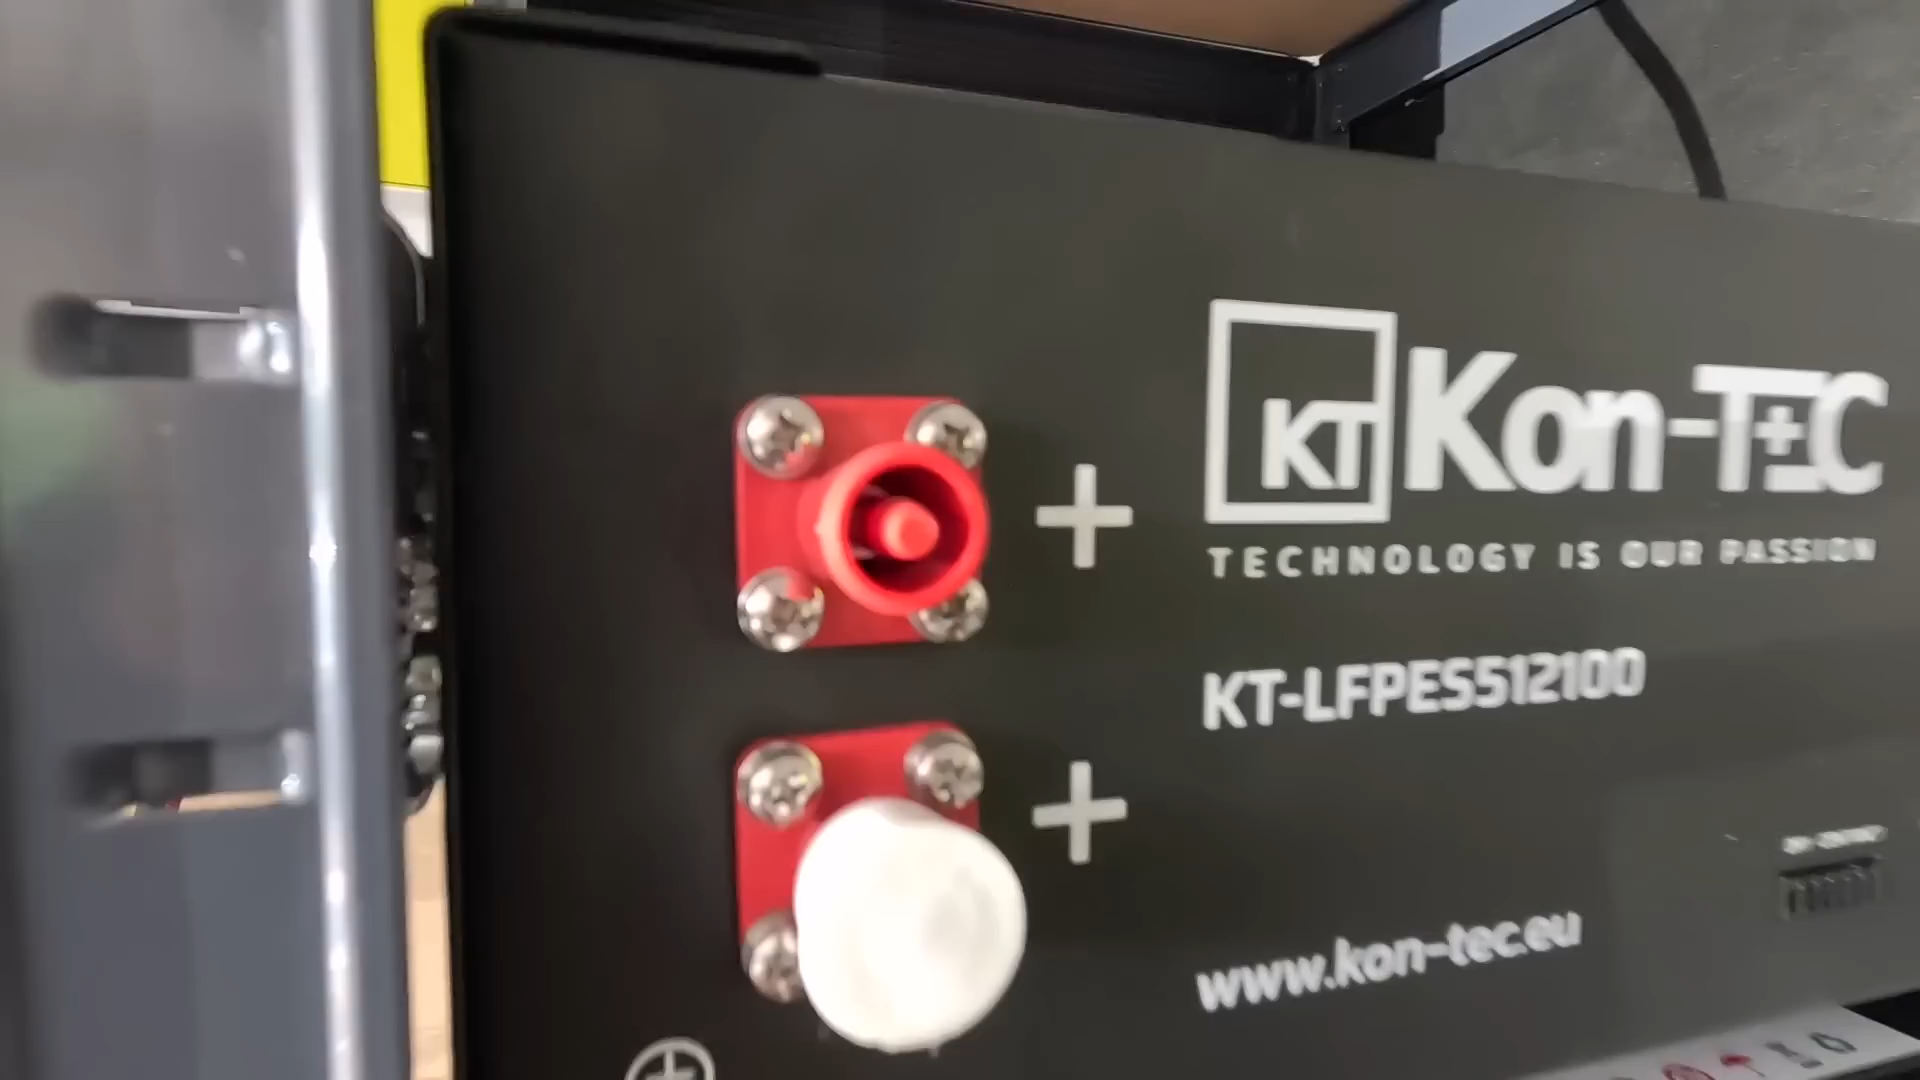 KT Kon-TEC
TECHNOLOGY IS OUR PASSION
KT-LFPES512100
www.kon-tec.eu
+
+